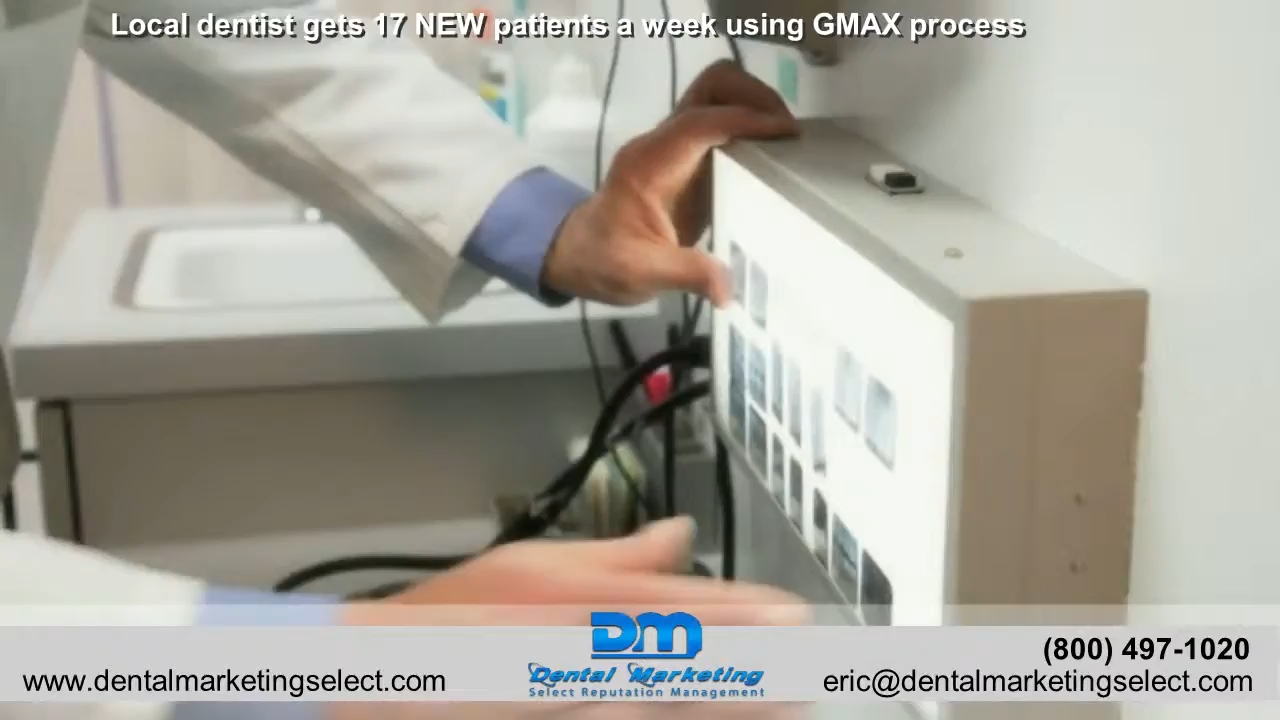 Local dentist gets 17 NEW patients a week using GMAX process
DM
(800) 497-1020
www.dentalmarketingselect.com
Dental Marketing
eric@dentalmarketingselect.com
Select Reputation Management